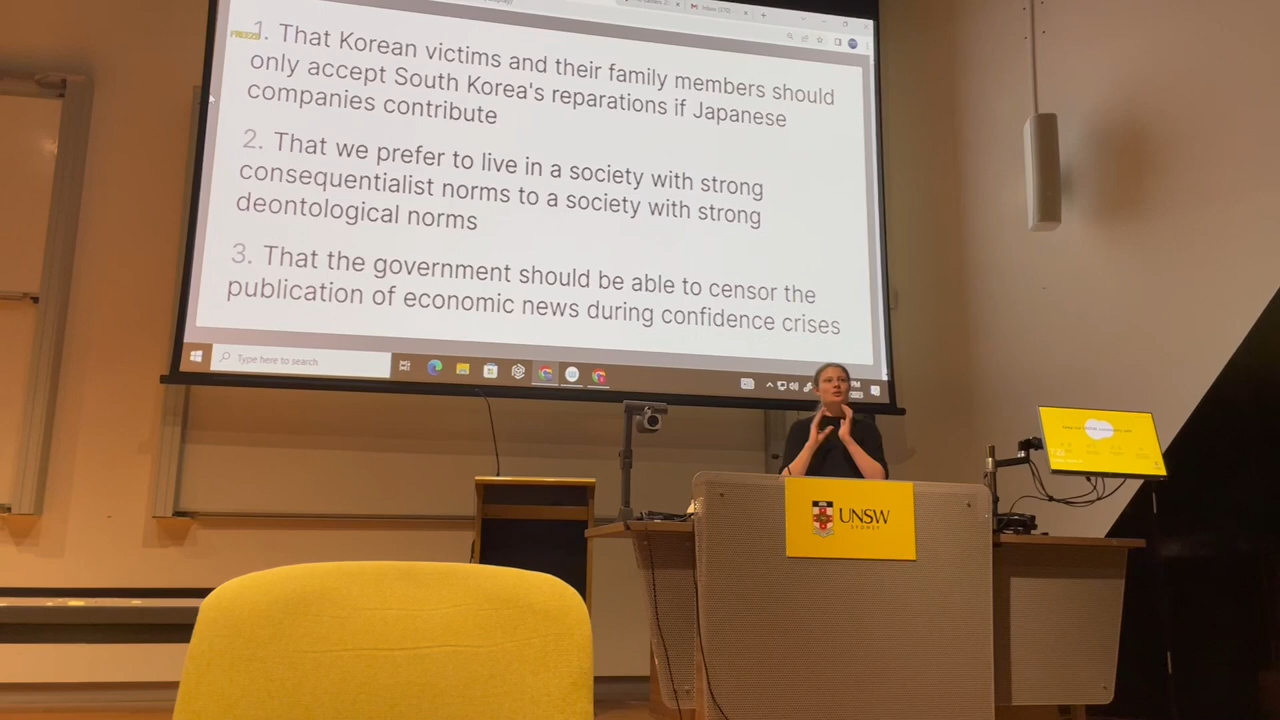 Inbox (270)
FREEZE
1. That Korean victims and their family members should
only accept South Korea's reparations if Japanese
companies contribute
2. That we prefer to live in a society with strong
consequentialist norms to a society with strong
deontological norms
3. That the government should be able to censor the
publication of economic news during confidence crises
Type here to search
UNSW
SYDNEY